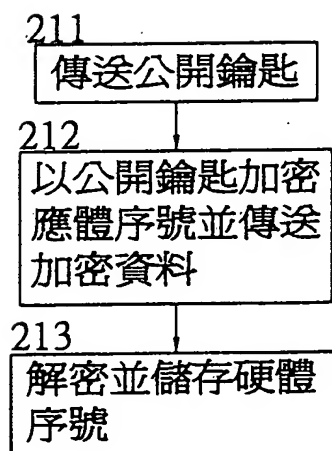 211
傳送公開鑰匙
212
以公開鑰匙加密
應體序號並傳送
加密資料
213
解密並儲存硬體
序號